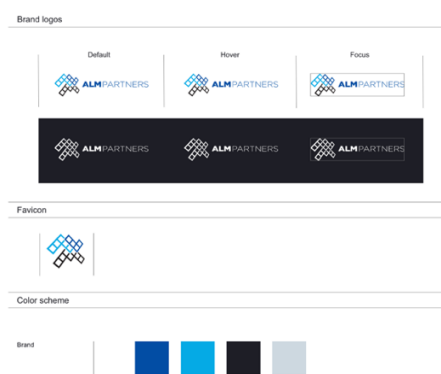 Brand logos
Default Hover Focus
ALMPARTNERS ALMPARTNERS ALMPARTNERS
ALMPARTNERS ALMPARTNERS ALMPARTNERS
Favicon
Color scheme
Brand